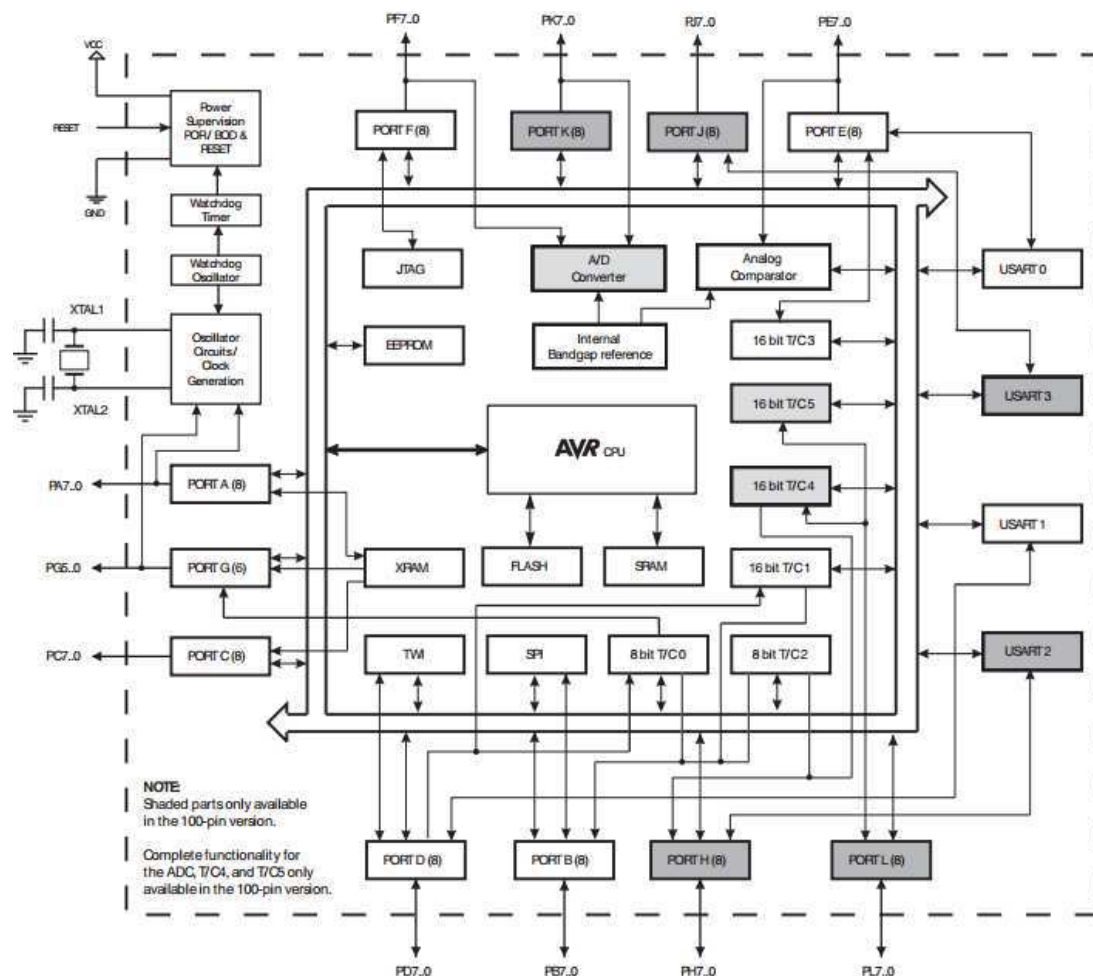 PF7..0
PK7..0
PJ7..0
PE7..0
VCC
RESET
GND
Power
Supervision
POR / BOD &
RESET
PORT F (8)
PORT K (8)
PORT J (8)
PORT E (8)
Watchdog
Timer
Watchdog
Oscillator
JTAG
A/D
Converter
Analog
Comparator
USART 0
XTAL1
XTAL2
Oscillator
Circuits /
Clock
Generation
EEPROM
Internal
Bandgap reference
16 bit T/C3
16 bit T/C5
USART 3
AVR CPU
PA7..0
PORT A (8)
16 bit T/C4
USART 1
PG5..0
PORT G (6)
XRAM
FLASH
SRAM
16 bit T/C1
PC7..0
PORT C (8)
TWI
SPI
8 bit T/C0
8 bit T/C2
USART 2
NOTE:
Shaded parts only available
in the 100-pin version.
Complete functionality for
the ADC, T/C4, and T/C5 only
available in the 100-pin version.
PORT D (8)
PORT B (8)
PORT H (8)
PORT L (8)
PD7..0
PB7..0
PH7..0
PL7..0